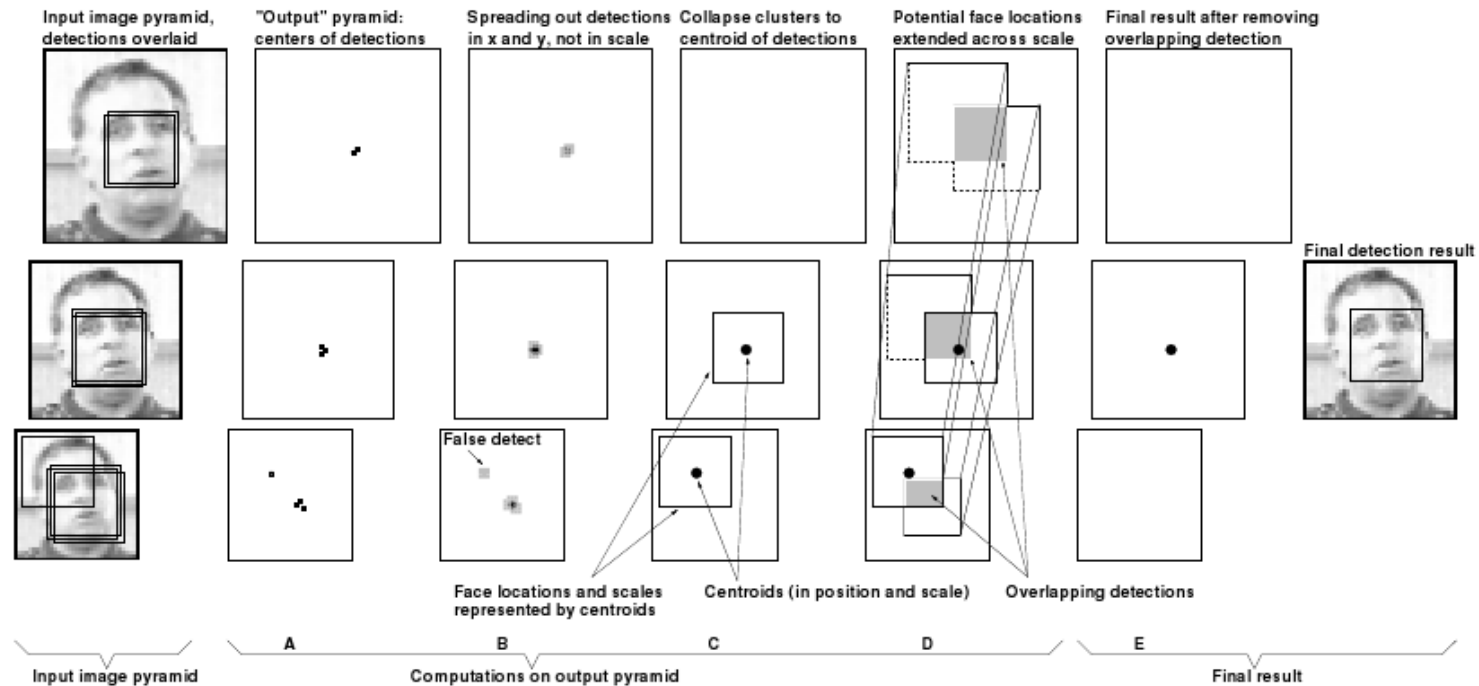 Input image pyramid,
detections overlaid
"Output" pyramid:
centers of detections
Spreading out detections
in x and y, not in scale
Collapse clusters to
centroid of detections
Potential face locations
extended across scale
Final result after removing
overlapping detection
Final detection result
False detect
Face locations and scales
represented by centroids
Centroids (in position and scale)
Overlapping detections
A
B
C
D
E
Input image pyramid
Computations on output pyramid
Final result